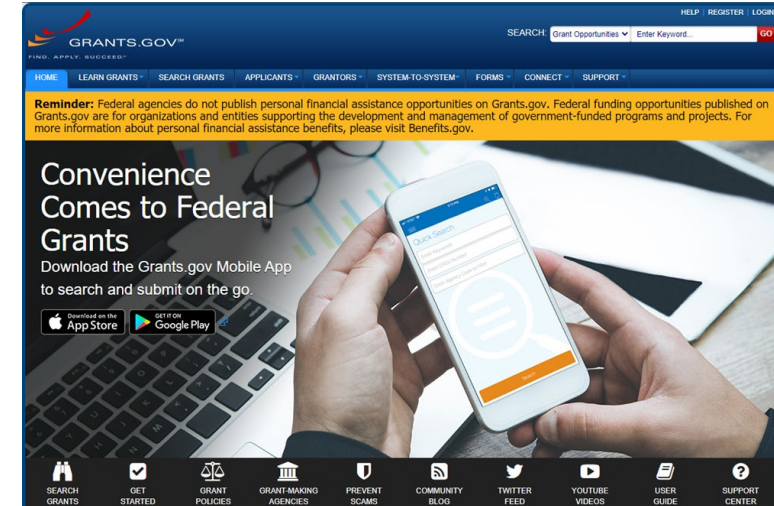 HELP | REGISTER | LOGIN
GRANTS.GOV℠
FIND. APPLY. SUCCEED.℠
SEARCH: Grant Opportunities Enter Keyword... GO
HOME LEARN GRANTS SEARCH GRANTS APPLICANTS GRANTORS SYSTEM-TO-SYSTEM FORMS CONNECT SUPPORT
Reminder: Federal agencies do not publish personal financial assistance opportunities on Grants.gov. Federal funding opportunities published on
Grants.gov are for organizations and entities supporting the development and management of government-funded programs and projects. For
more information about personal financial assistance benefits, please visit Benefits.gov.
Convenience
Comes to Federal
Grants
Download the Grants.gov Mobile App
to search and submit on the go.
Download on the
App Store
GET IT ON
Google Play
Quick Search
Search
SEARCH
GRANTS
GET
STARTED
GRANT
POLICIES
GRANT-MAKING
AGENCIES
PREVENT
SCAMS
COMMUNITY
BLOG
TWITTER
FEED
YOUTUBE
VIDEOS
USER
GUIDE
SUPPORT
CENTER